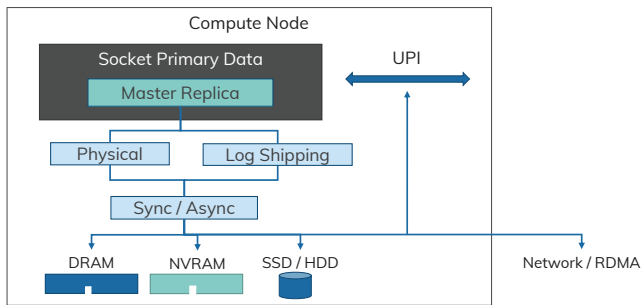 Compute Node
Socket Primary Data
UPI
Master Replica
Physical
Log Shipping
Sync / Async
DRAM
NVRAM
SSD / HDD
Network / RDMA